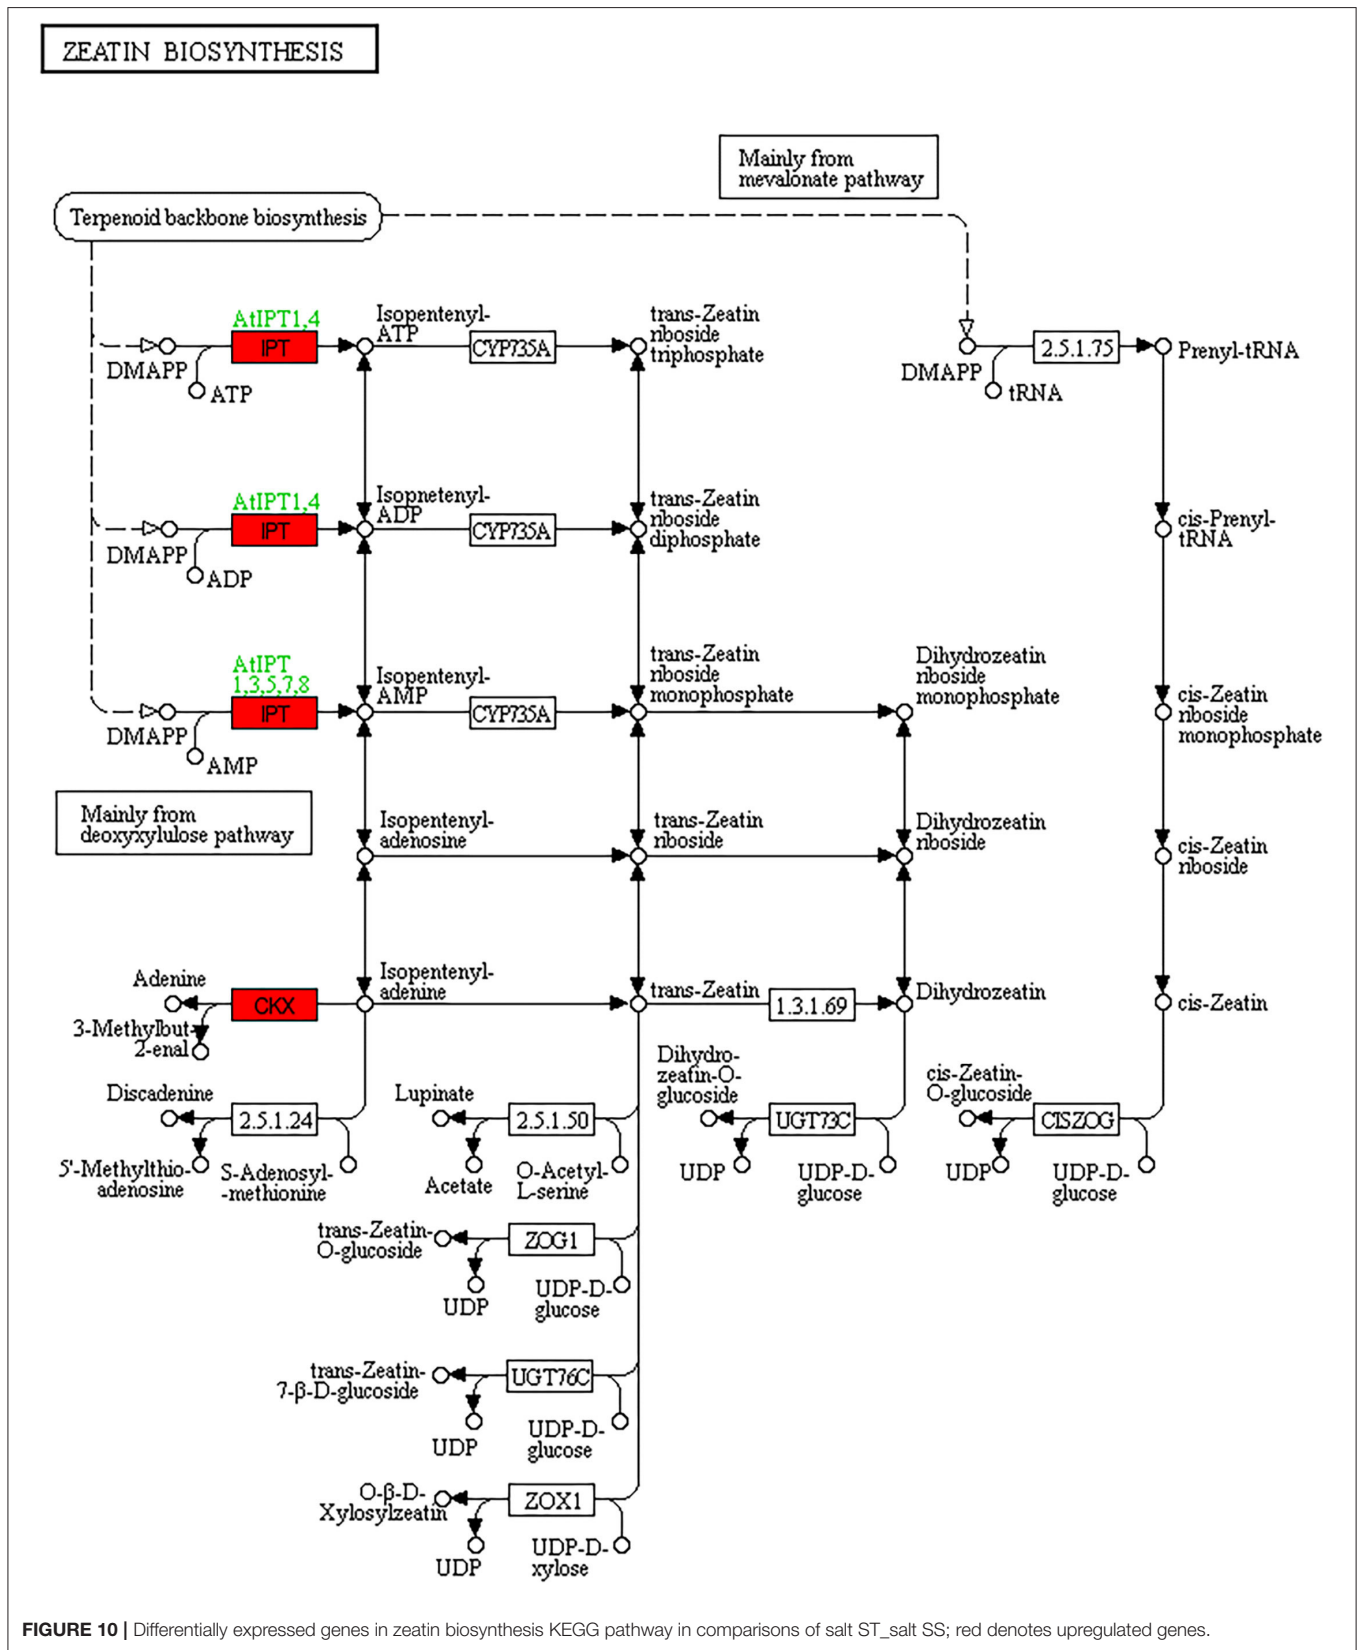 ZEATIN BIOSYNTHESIS
Mainly from
mevalonate pathway
Terpenoid backbone biosynthesis
AtIPT1,4
IPT
DMAPP
ATP
Isopentenyl-
ATP
CYP735A
trans-Zeatin
riboside
triphosphate
DMAPP
tRNA
2.5.1.75
Prenyl-tRNA
AtIPT1,4
IPT
DMAPP
ADP
Isopnetenyl-
ADP
CYP735A
trans-Zeatin
riboside
diphosphate
cis-Prenyl-
tRNA
AtIPT
1,3,5,7,8
IPT
DMAPP
AMP
Isopentenyl-
AMP
CYP735A
trans-Zeatin
riboside
monophosphate
Dihydrozeatin
riboside
monophosphate
cis-Zeatin
riboside
monophosphate
Mainly from
deoxyxylulose pathway
Isopentenyl-
adenosine
trans-Zeatin
riboside
Dihydrozeatin
riboside
cis-Zeatin
riboside
Adenine
CKX
3-Methylbut-
2-enal
Isopentenyl-
adenine
trans-Zeatin
1.3.1.69
Dihydrozeatin
cis-Zeatin
Discadenine
2.5.1.24
5'-Methylthio-
adenosine
S-Adenosyl-
-methionine
Lupinate
2.5.1.50
Acetate
O-Acetyl-
L-serine
Dihydro-
zeatin-O-
glucoside
UGT73C
UDP
UDP-D-
glucose
cis-Zeatin-
O-glucoside
CISZOG
UDP
UDP-D-
glucose
trans-Zeatin-
O-glucoside
ZOG1
UDP
UDP-D-
glucose
trans-Zeatin-
7-β-D-glucoside
UGT76C
UDP
UDP-D-
glucose
O-β-D-
Xylosylzeatin
ZOX1
UDP
UDP-D-
xylose
FIGURE 10 | Differentially expressed genes in zeatin biosynthesis KEGG pathway in comparisons of salt ST_salt SS; red denotes upregulated genes.